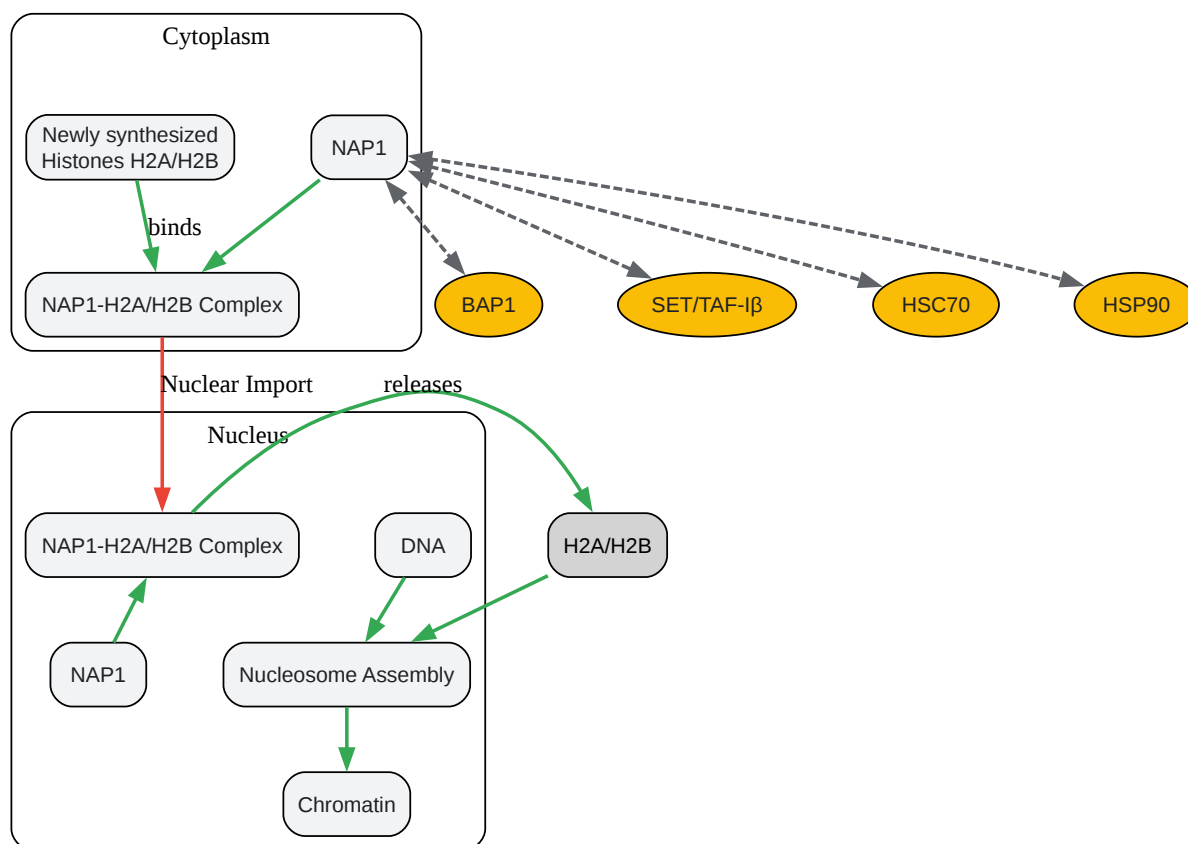 Cytoplasm
Newly synthesized
Histones H2A/H2B
NAP1
binds
NAP1-H2A/H2B Complex
BAP1
SET/TAF-Iβ
HSC70
HSP90
Nuclear Import
releases
Nucleus
NAP1-H2A/H2B Complex
DNA
H2A/H2B
NAP1
Nucleosome Assembly
Chromatin